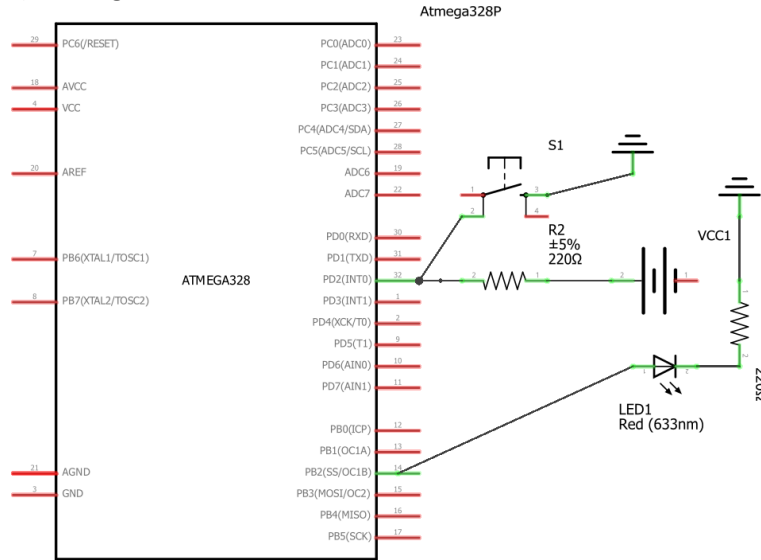 Atmega328P
29 PC6(/RESET)
18 AVCC
4 VCC
20 AREF
7 PB6(XTAL1/TOSC1)
8 PB7(XTAL2/TOSC2)
21 AGND
3 GND
ATMEGA328
PC0(ADC0) 23
PC1(ADC1) 24
PC2(ADC2) 25
PC3(ADC3) 26
PC4(ADC4/SDA) 27
PC5(ADC5/SCL) 28
ADC6 19
ADC7 22
PD0(RXD) 30
PD1(TXD) 31
PD2(INT0) 32
PD3(INT1) 1
PD4(XCK/T0) 2
PD5(T1) 9
PD6(AIN0) 10
PD7(AIN1) 11
PB0(ICP) 12
PB1(OC1A) 13
PB2(SS/OC1B) 14
PB3(MOSI/OC2) 15
PB4(MISO) 16
PB5(SCK) 17
S1
1 3
2 4
R2
±5%
220Ω
2 1
VCC1
2 1
1
2
1 2
LED1
Red (633nm)